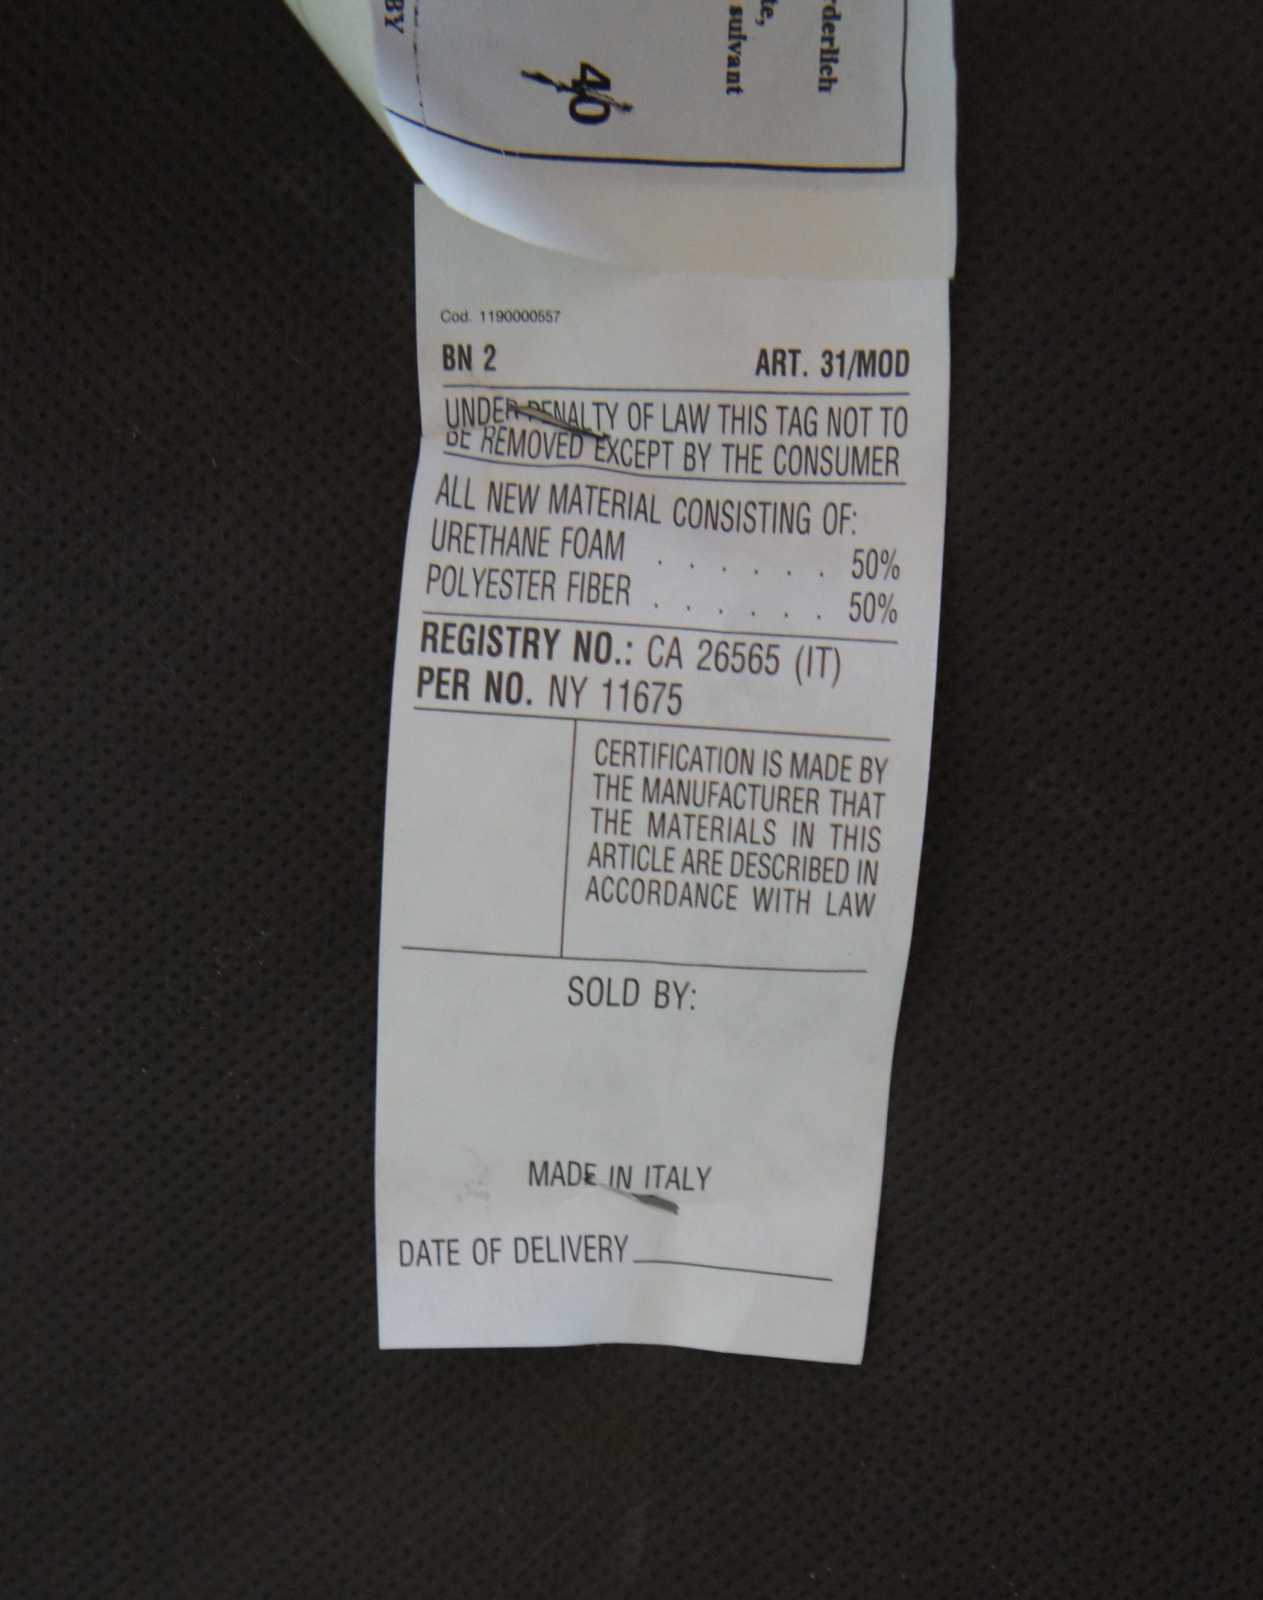 rderlich
te,
suivant
40
BY
Cod. 1190000557
BN 2 ART. 31/MOD
UNDER PENALTY OF LAW THIS TAG NOT TO
BE REMOVED EXCEPT BY THE CONSUMER
ALL NEW MATERIAL CONSISTING OF:
URETHANE FOAM . . . . . . 50%
POLYESTER FIBER . . . . . . 50%
REGISTRY NO.: CA 26565 (IT)
PER NO. NY 11675
CERTIFICATION IS MADE BY
THE MANUFACTURER THAT
THE MATERIALS IN THIS
ARTICLE ARE DESCRIBED IN
ACCORDANCE WITH LAW
SOLD BY:
MADE IN ITALY
DATE OF DELIVERY